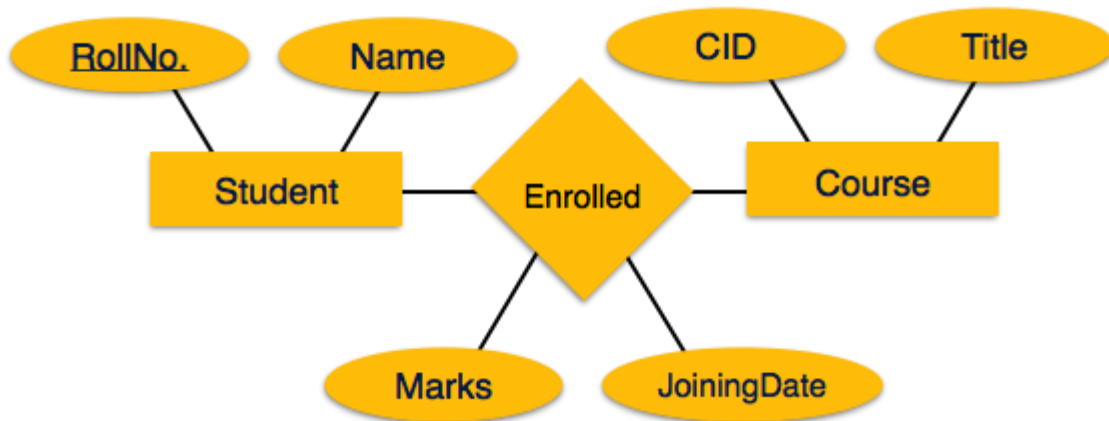 RollNo.
Name
CID
Title
Student
Enrolled
Course
Marks
JoiningDate